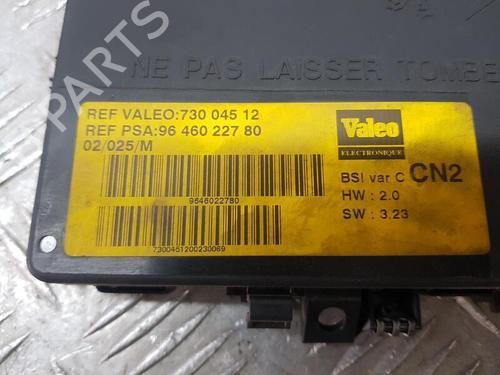 NE PAS LAISSER TOMBE
REF VALEO:730 045 12
REF PSA:96 460 227 80
02/025/M
9646022780
7300451200230069
Valeo
ELECTRONIQUE
BSI var C CN2
HW : 2.0
SW : 3.23
B-PARTS